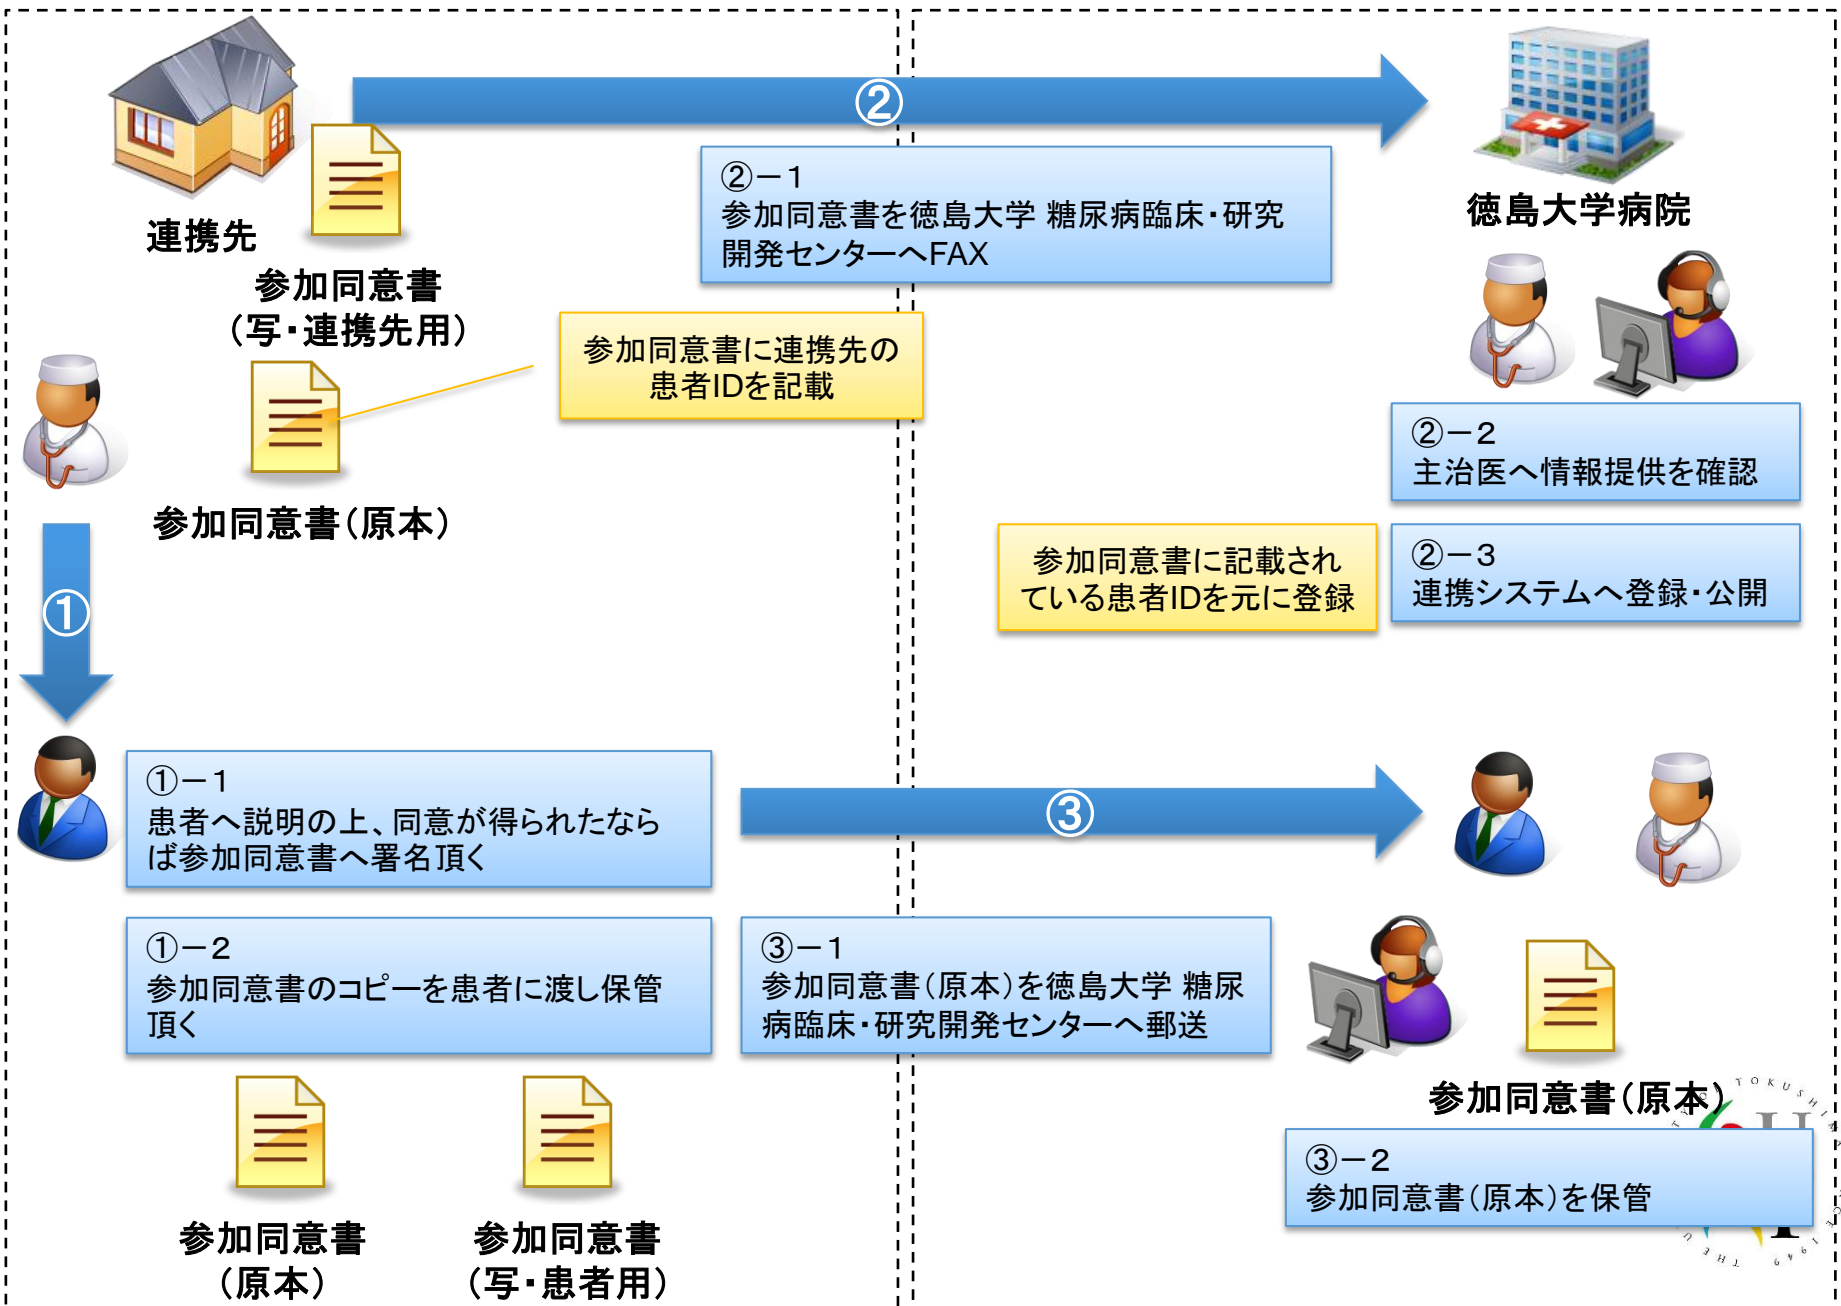 ②
②－1
参加同意書を徳島大学 糖尿病臨床・研究
開発センターへFAX
連携先
徳島大学病院
参加同意書
（写・連携先用）
参加同意書に連携先の
患者IDを記載
②－2
主治医へ情報提供を確認
参加同意書（原本）
参加同意書に記載され
ている患者IDを元に登録
②－3
連携システムへ登録・公開
①
①－1
患者へ説明の上、同意が得られたなら
ば参加同意書へ署名頂く
③
①－2
参加同意書のコピーを患者に渡し保管
頂く
③－1
参加同意書（原本）を徳島大学 糖尿
病臨床・研究開発センターへ郵送
参加同意書（原本）
③－2
参加同意書（原本）を保管
参加同意書
（原本）
参加同意書
（写・患者用）